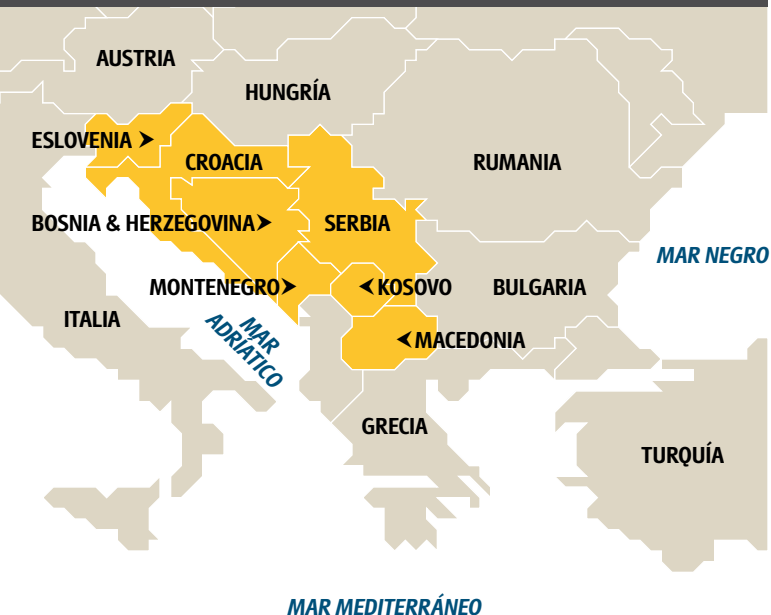 AUSTRIA
HUNGRÍA
ESLOVENIA
CROACIA
RUMANIA
BOSNIA & HERZEGOVINA
SERBIA
MAR NEGRO
MONTENEGRO
KOSOVO
BULGARIA
ITALIA
MAR
ADRIÁTICO
MACEDONIA
GRECIA
TURQUÍA
MAR MEDITERRÁNEO